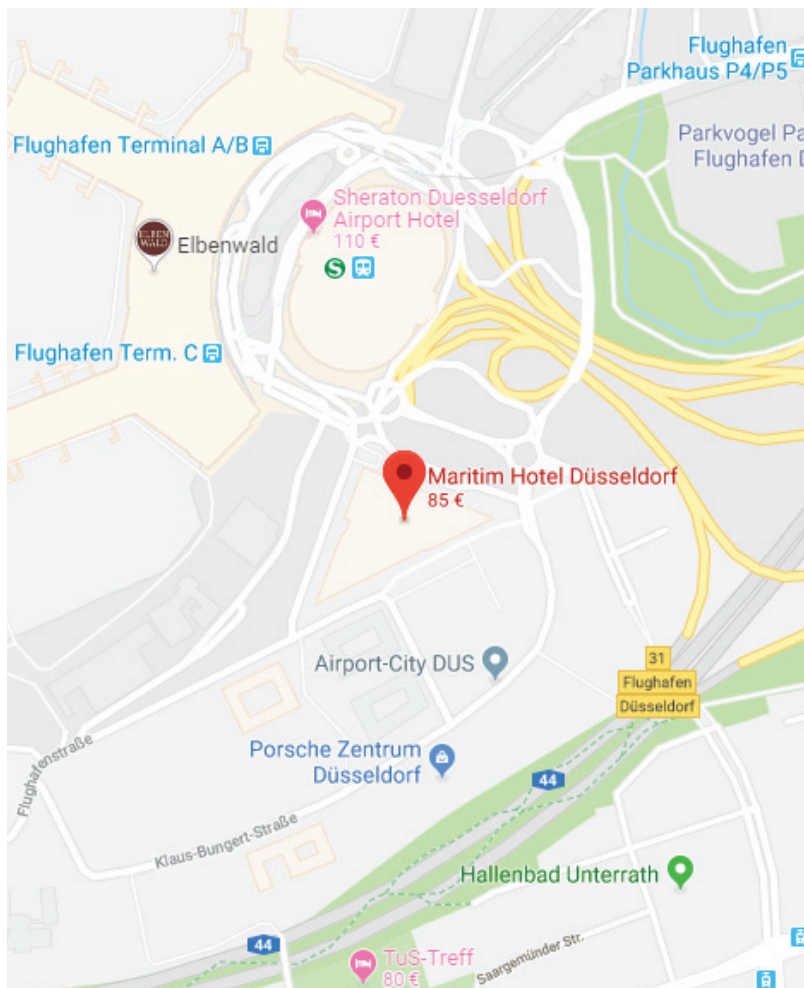 Flughafen
Parkhaus P4/P5
Flughafen Terminal A/B
Parkvogel Pa
Flughafen D
Sheraton Duesseldorf
Airport Hotel
110 €
ELBEN
WALD
Elbenwald
S
Flughafen Term. C
Maritim Hotel Düsseldorf
85 €
31
Flughafen
Düsseldorf
Airport-City DUS
Flughafenstraße
Porsche Zentrum
Düsseldorf
44
Klaus-Bungert-Straße
Hallenbad Unterrath
44
TuS-Treff
80 €
Saargemünder Str.